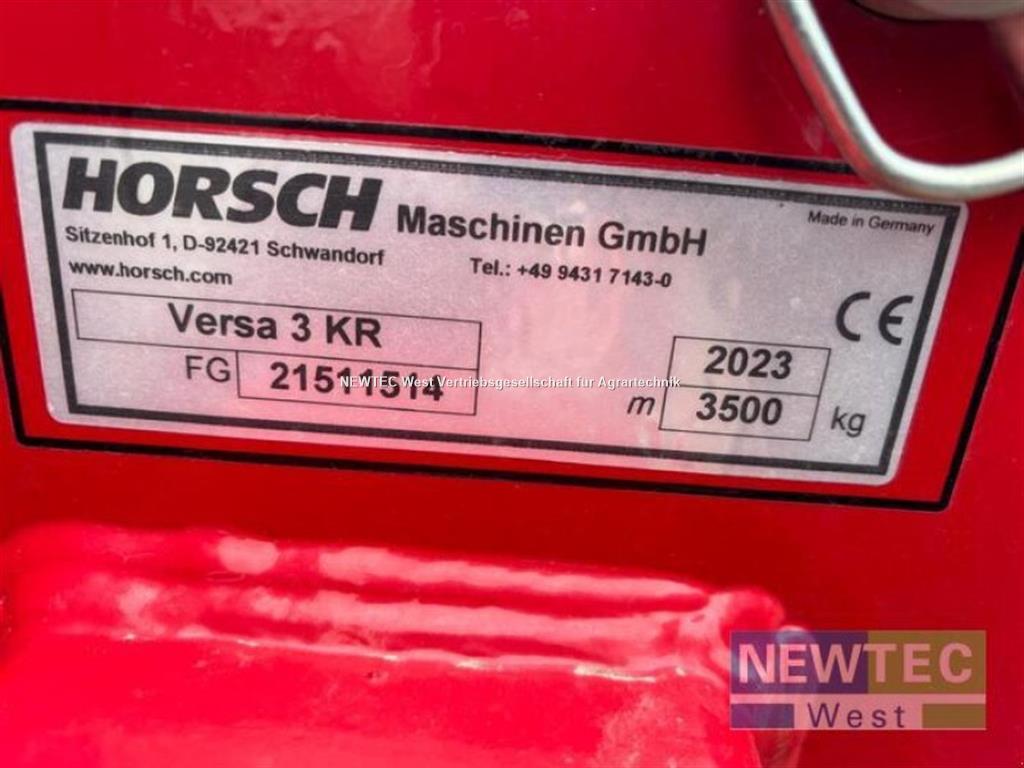 HORSCH Maschinen GmbH
Made in Germany
Sitzenhof 1, D-92421 Schwandorf
Tel.: +49 9431 7143-0
www.horsch.com
CE
Versa 3 KR
2023
FG 21511514
m 3500 kg
NEWTEC West Vertriebsgesellschaft für Agrartechnik
NEWTEC
West